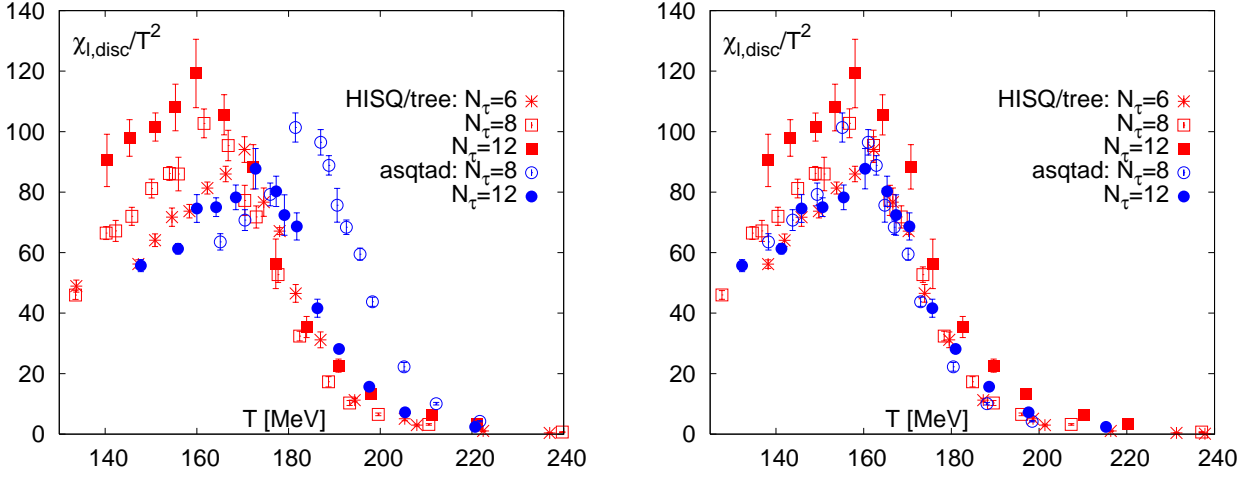 140
120
100
80
60
40
20
0
χl,disc/T²
HISQ/tree: Nτ=6
Nτ=8
Nτ=12
asqtad: Nτ=8
Nτ=12
T [MeV]
140 160 180 200 220 240
140
120
100
80
60
40
20
0
χl,disc/T²
HISQ/tree: Nτ=6
Nτ=8
Nτ=12
asqtad: Nτ=8
Nτ=12
T [MeV]
140 160 180 200 220 240